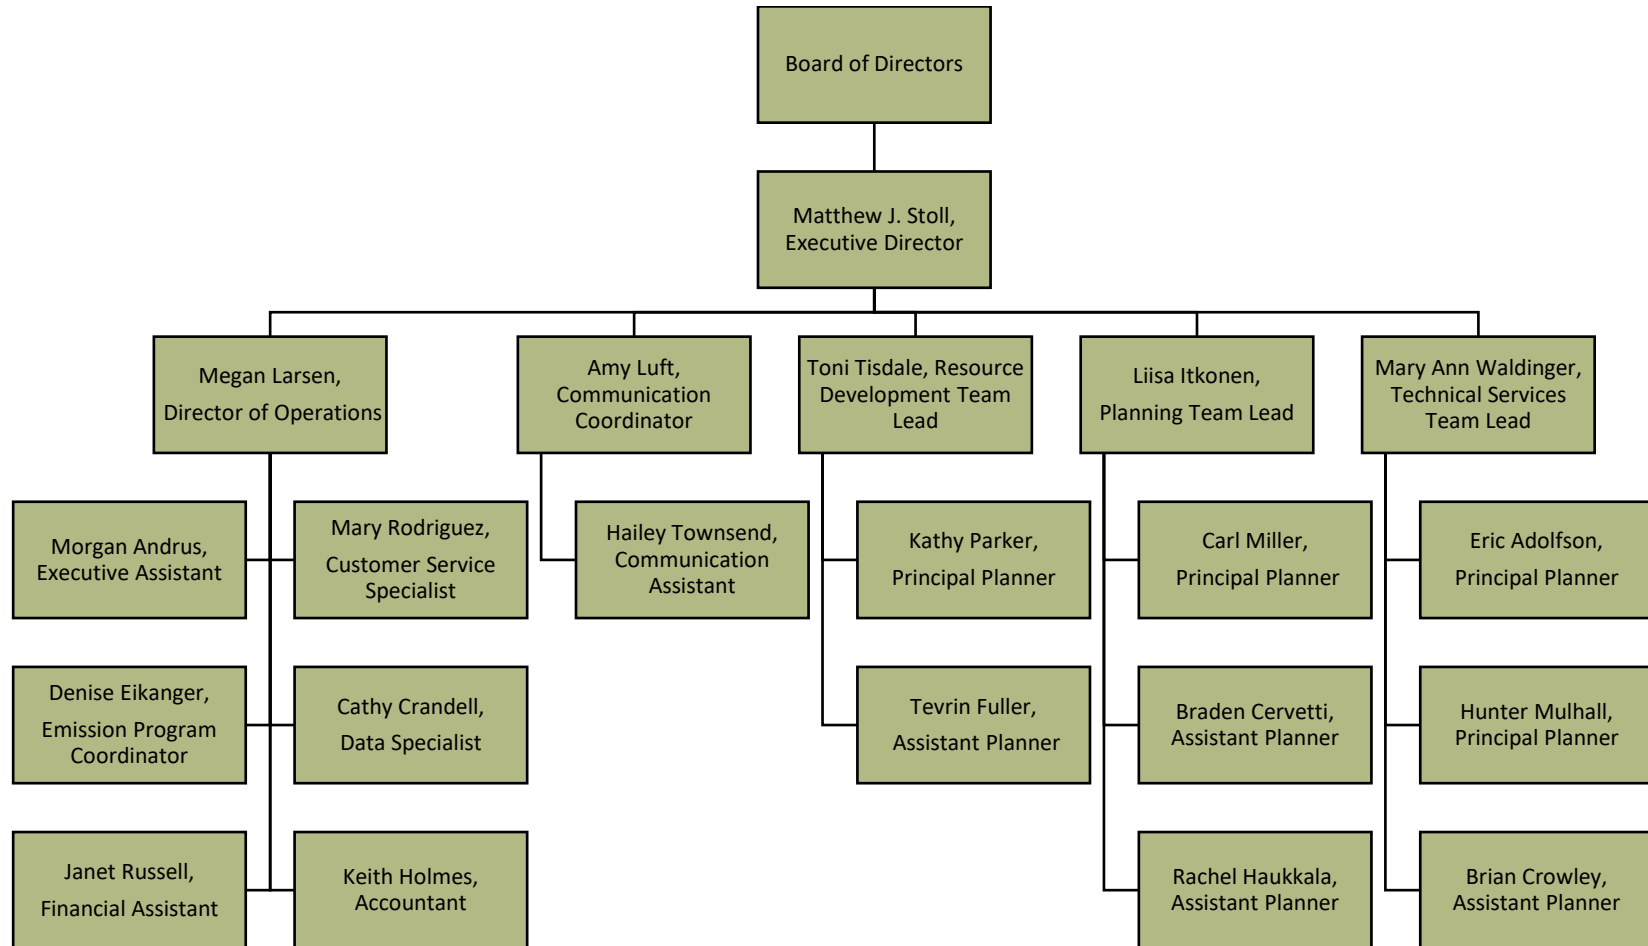 Board of Directors
Matthew J. Stoll,
Executive Director
Megan Larsen,
Director of Operations
Amy Luft,
Communication
Coordinator
Toni Tisdale, Resource
Development Team
Lead
Liisa Itkonen,
Planning Team Lead
Mary Ann Waldinger,
Technical Services
Team Lead
Morgan Andrus,
Executive Assistant
Mary Rodriguez,
Customer Service
Specialist
Hailey Townsend,
Communication
Assistant
Kathy Parker,
Principal Planner
Carl Miller,
Principal Planner
Eric Adolfson,
Principal Planner
Denise Eikanger,
Emission Program
Coordinator
Cathy Crandell,
Data Specialist
Tevrin Fuller,
Assistant Planner
Braden Cervetti,
Assistant Planner
Hunter Mulhall,
Principal Planner
Janet Russell,
Financial Assistant
Keith Holmes,
Accountant
Rachel Haukkala,
Assistant Planner
Brian Crowley,
Assistant Planner